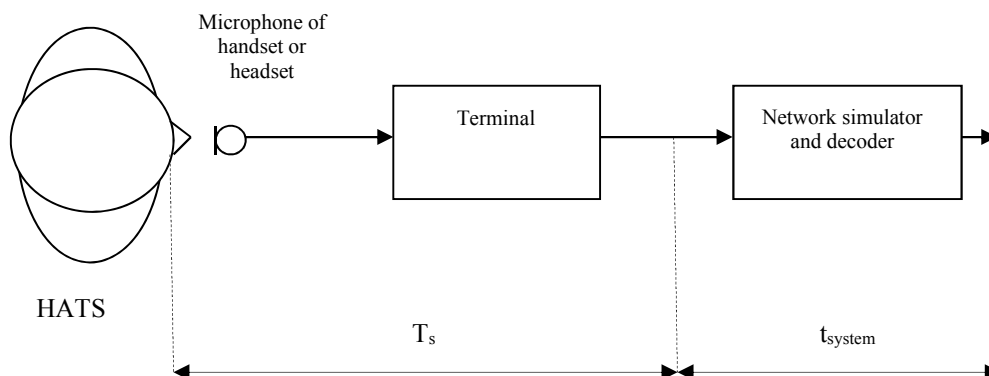 Microphone of
handset or
headset
Terminal
Network simulator
and decoder
HATS
Ts
tsystem